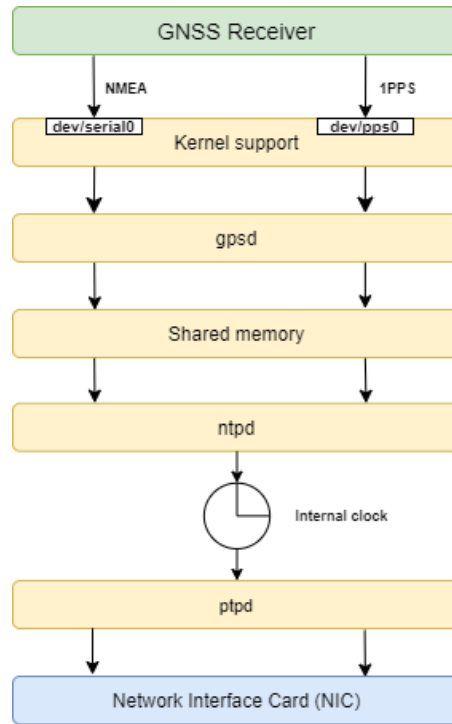 GNSS Receiver
NMEA
1PPS
dev/serial0
dev/pps0
Kernel support
gpsd
Shared memory
ntpd
Internal clock
ptpd
Network Interface Card (NIC)